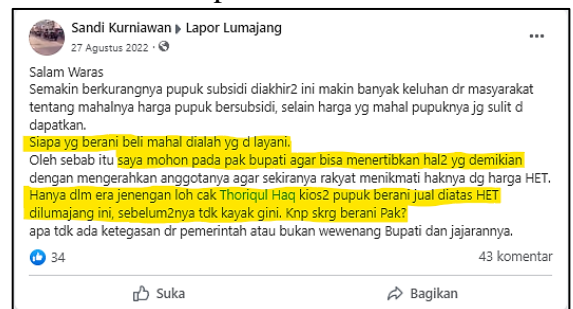 Sandi Kurniawan ▸ Lapor Lumajang
27 Agustus 2022 ·
Salam Waras
Semakin berkurangnya pupuk subsidi diakhir2 ini makin banyak keluhan dr masyarakat
tentang mahalnya harga pupuk bersubsidi, selain harga yg mahal pupuknya jg sulit d
dapatkan.
Siapa yg berani beli mahal dialah yg d layani.
Oleh sebab itu saya mohon pada pak bupati agar bisa menertibkan hal2 yg demikian
dengan mengerahkan anggotanya agar sekiranya rakyat menikmati haknya dg harga HET.
Hanya dlm era jenengan loh cak Thoriqul Haq kios2 pupuk berani jual diatas HET
dilumajang ini, sebelum2nya tdk kayak gini. Knp skrg berani Pak?
apa tdk ada ketegasan dr pemerintah atau bukan wewenang Bupati dan jajarannya.
34
43 komentar
Suka
Bagikan